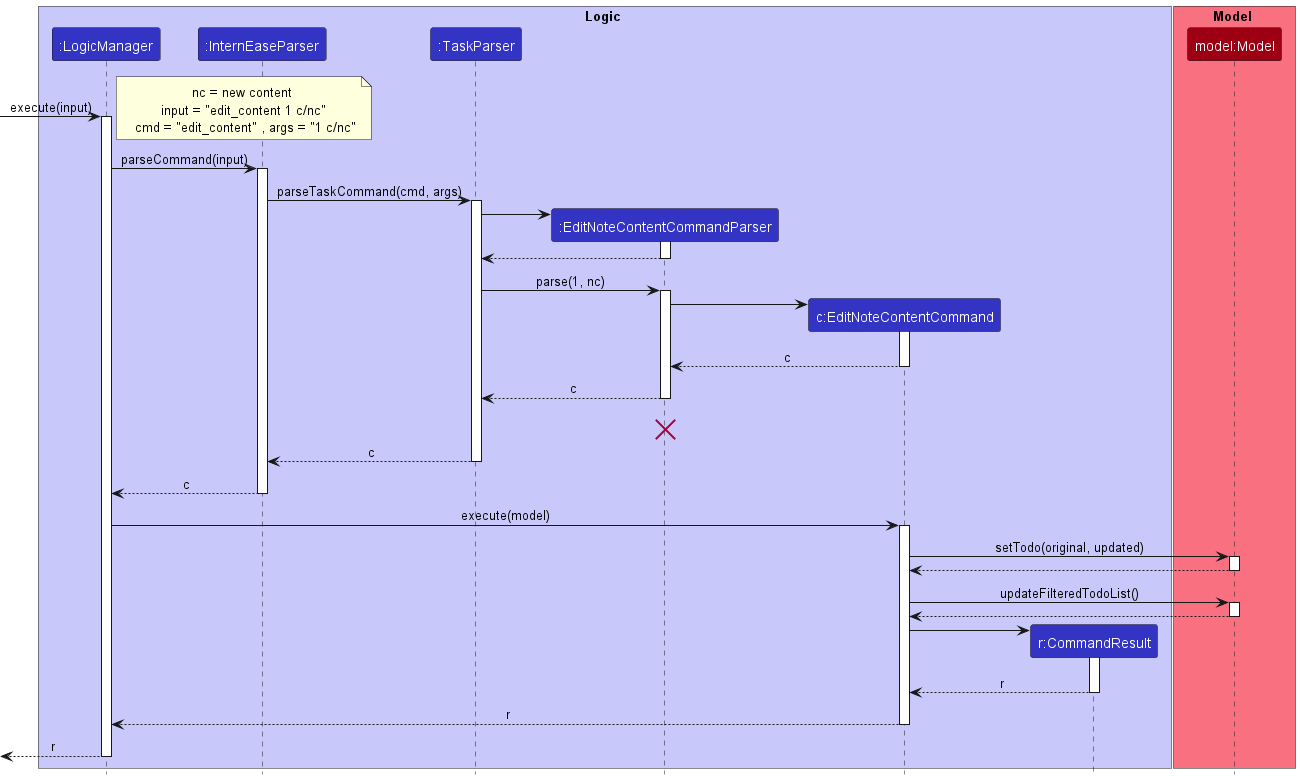 Logic
Model
:LogicManager
:InternEaseParser
:TaskParser
model:Model
nc = new content
input = "edit_content 1 c/nc"
cmd = "edit_content" , args = "1 c/nc"
execute(input)
parseCommand(input)
parseTaskCommand(cmd, args)
:EditNoteContentCommandParser
parse(1, nc)
c:EditNoteContentCommand
c
c
c
c
execute(model)
setTodo(original, updated)
updateFilteredTodoList()
r:CommandResult
r
r
r